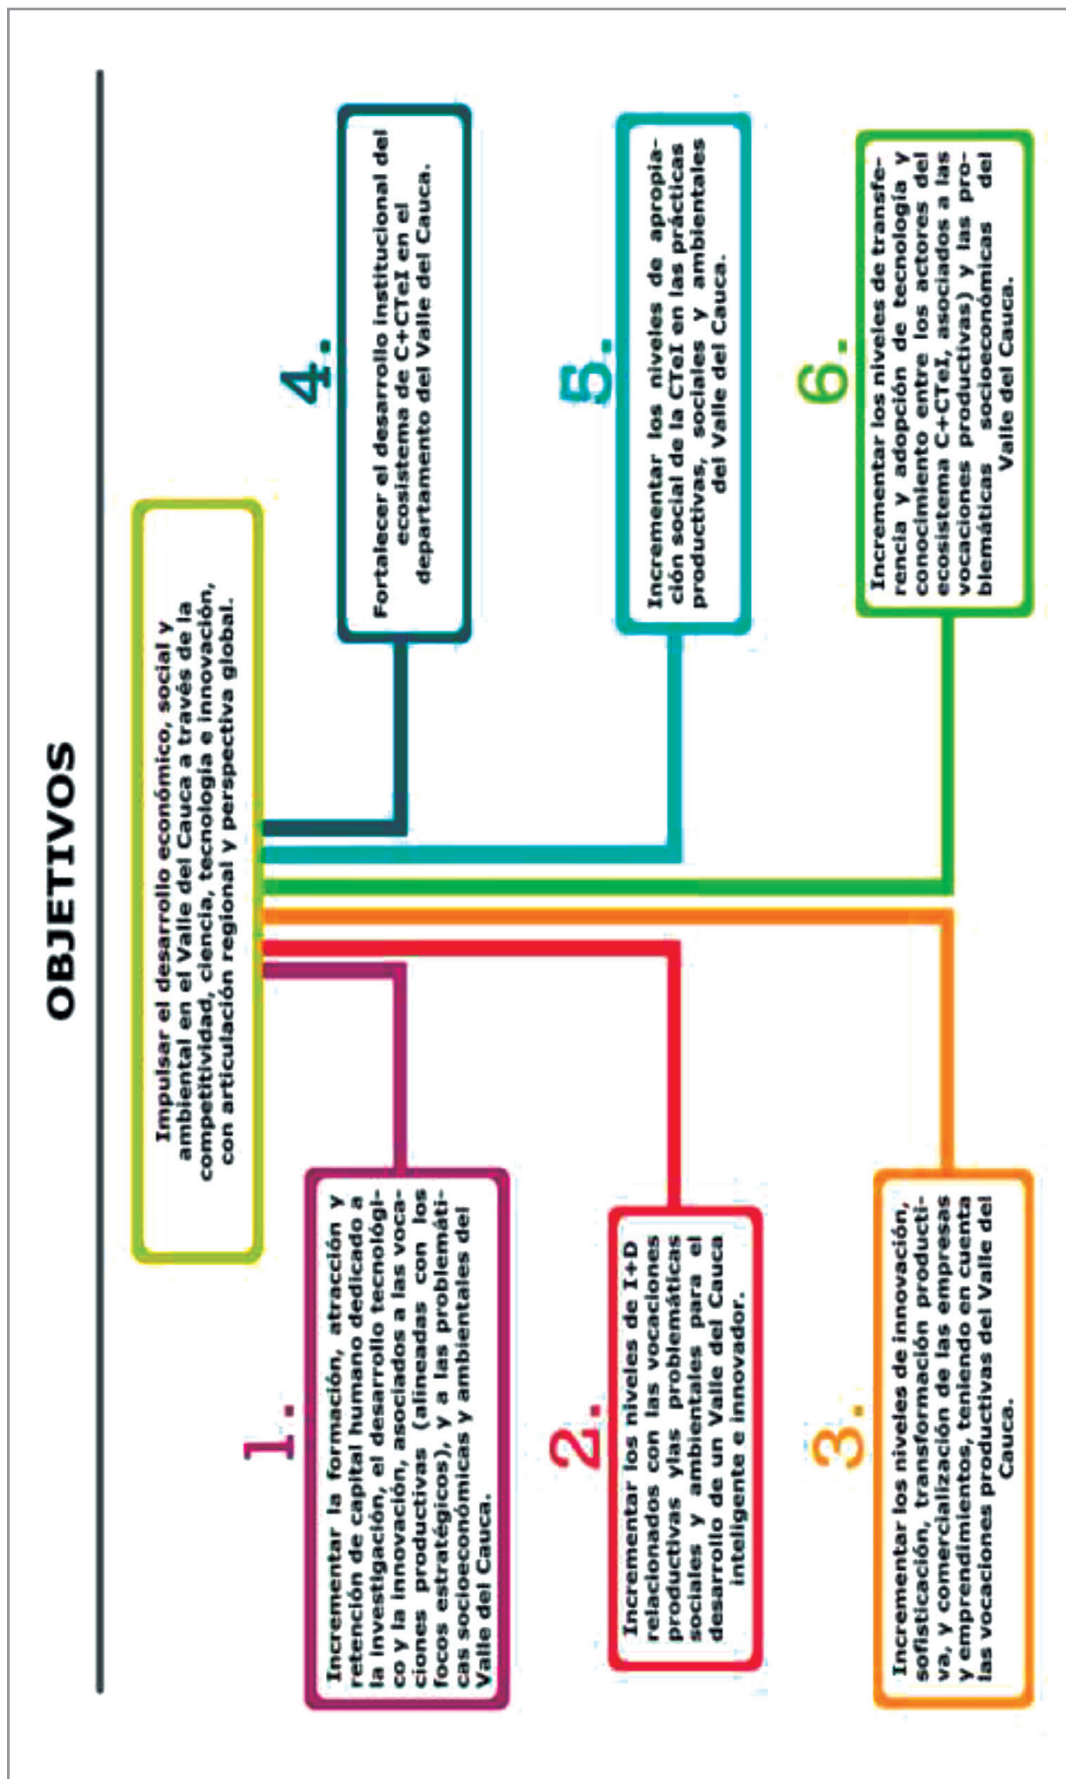 OBJETIVOS
Impulsar el desarrollo económico, social y
ambiental en el Valle del Cauca a través de la
competitividad, ciencia, tecnología e innovación,
con articulación regional y perspectiva global.
1.
Incrementar la formación, atracción y
retención de capital humano dedicado a
la investigación, el desarrollo tecnológi-
co y la innovación, asociados a las voca-
ciones productivas (alineadas con los
focos estratégicos), y a las problemáti-
cas socioeconómicas y ambientales del
Valle del Cauca.
2.
Incrementar los niveles de I+D
relacionados con las vocaciones
productivas ylas problemáticas
sociales y ambientales para el
desarrollo de un Valle del Cauca
inteligente e innovador.
3.
Incrementar los niveles de innovación,
sofisticación, transformación producti-
va, y comercialización de las empresas
y emprendimientos, teniendo en cuenta
las vocaciones productivas del Valle del
Cauca.
4.
Fortalecer el desarrollo institucional del
ecosistema de C+CTeI en el
departamento del Valle del Cauca.
5.
Incrementar los niveles de apropia-
ción social de la CTeI en las prácticas
productivas, sociales y ambientales
del Valle del Cauca.
6.
Incrementar los niveles de transfe-
rencia y adopción de tecnología y
conocimiento entre los actores del
ecosistema C+CTeI, asociados a las
vocaciones productivas) y las pro-
blemáticas socioeconómicas del
Valle del Cauca.